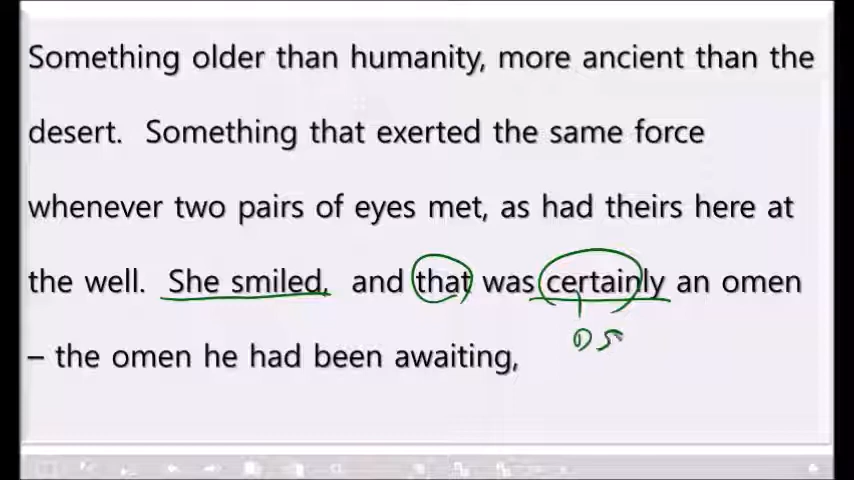 Something older than humanity, more ancient than the
desert. Something that exerted the same force
whenever two pairs of eyes met, as had theirs here at
the well. She smiled, and that was certainly an omen
– the omen he had been awaiting,